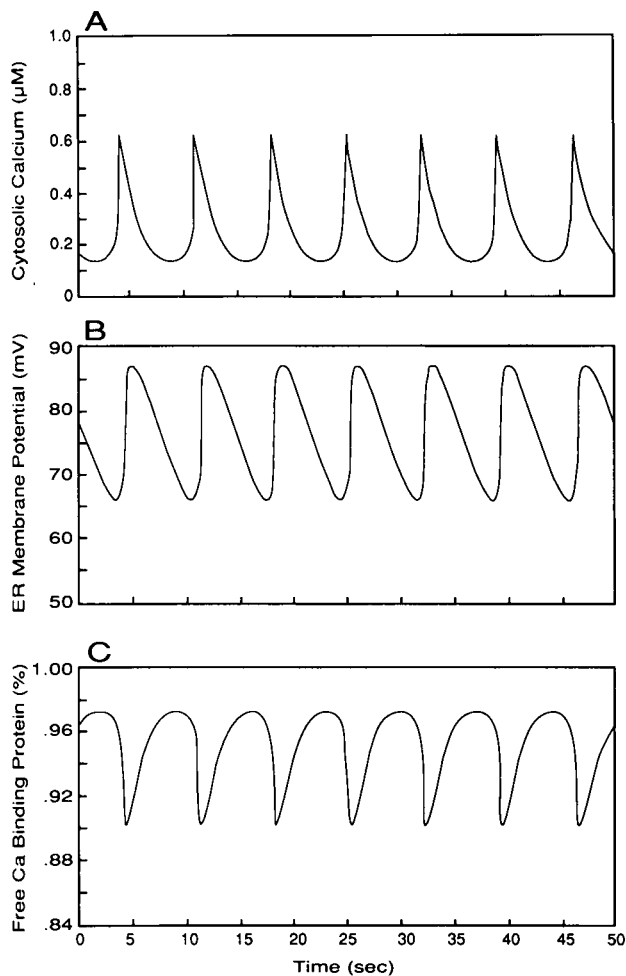 A
Cytosolic Calcium (µM)
1.0
0.8
0.6
0.4
0.2
0
B
ER Membrane Potential (mV)
90
80
70
60
50
C
Free Ca Binding Protein (%)
1.00
.96
.92
.88
.84
0 5 10 15 20 25 30 35 40 45 50
Time (sec)